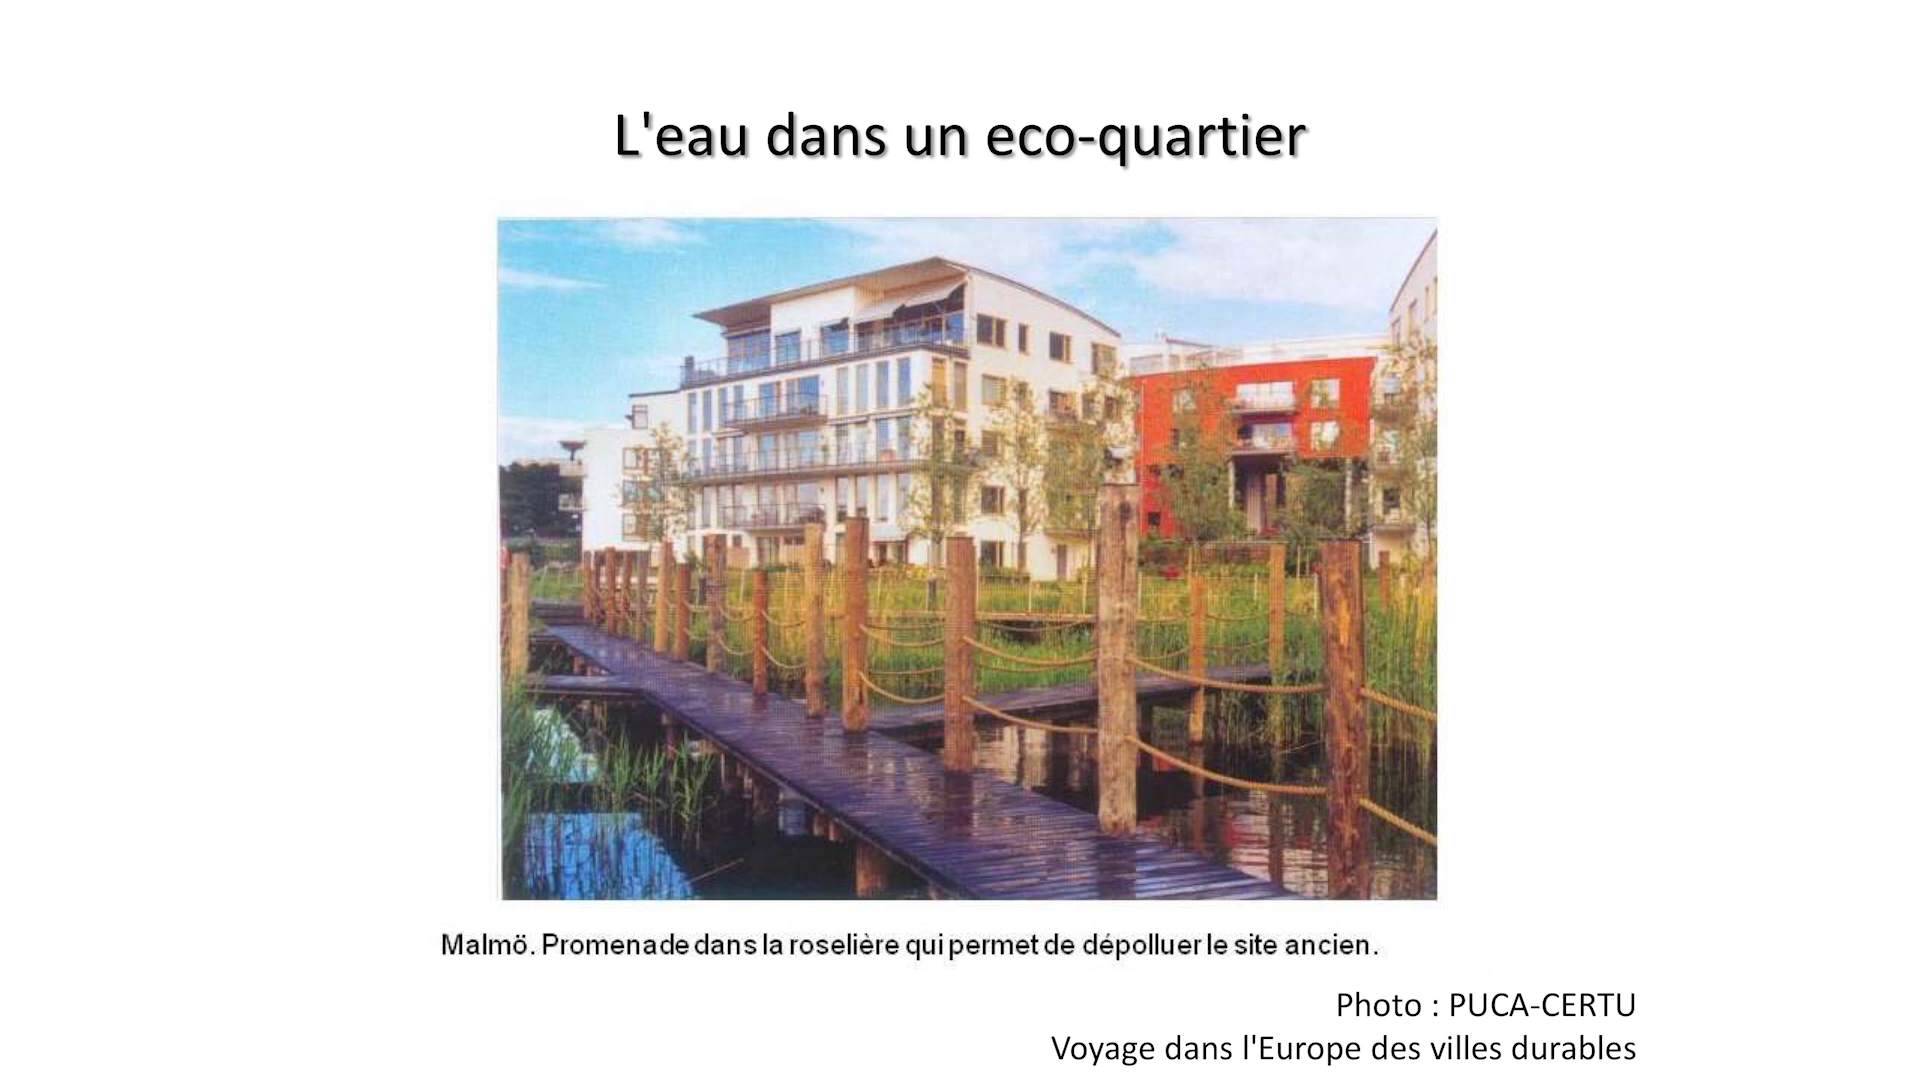 L'eau dans un eco-quartier
Malmö. Promenade dans la roselière qui permet de dépolluer le site ancien.
Photo : PUCA-CERTU
Voyage dans l'Europe des villes durables